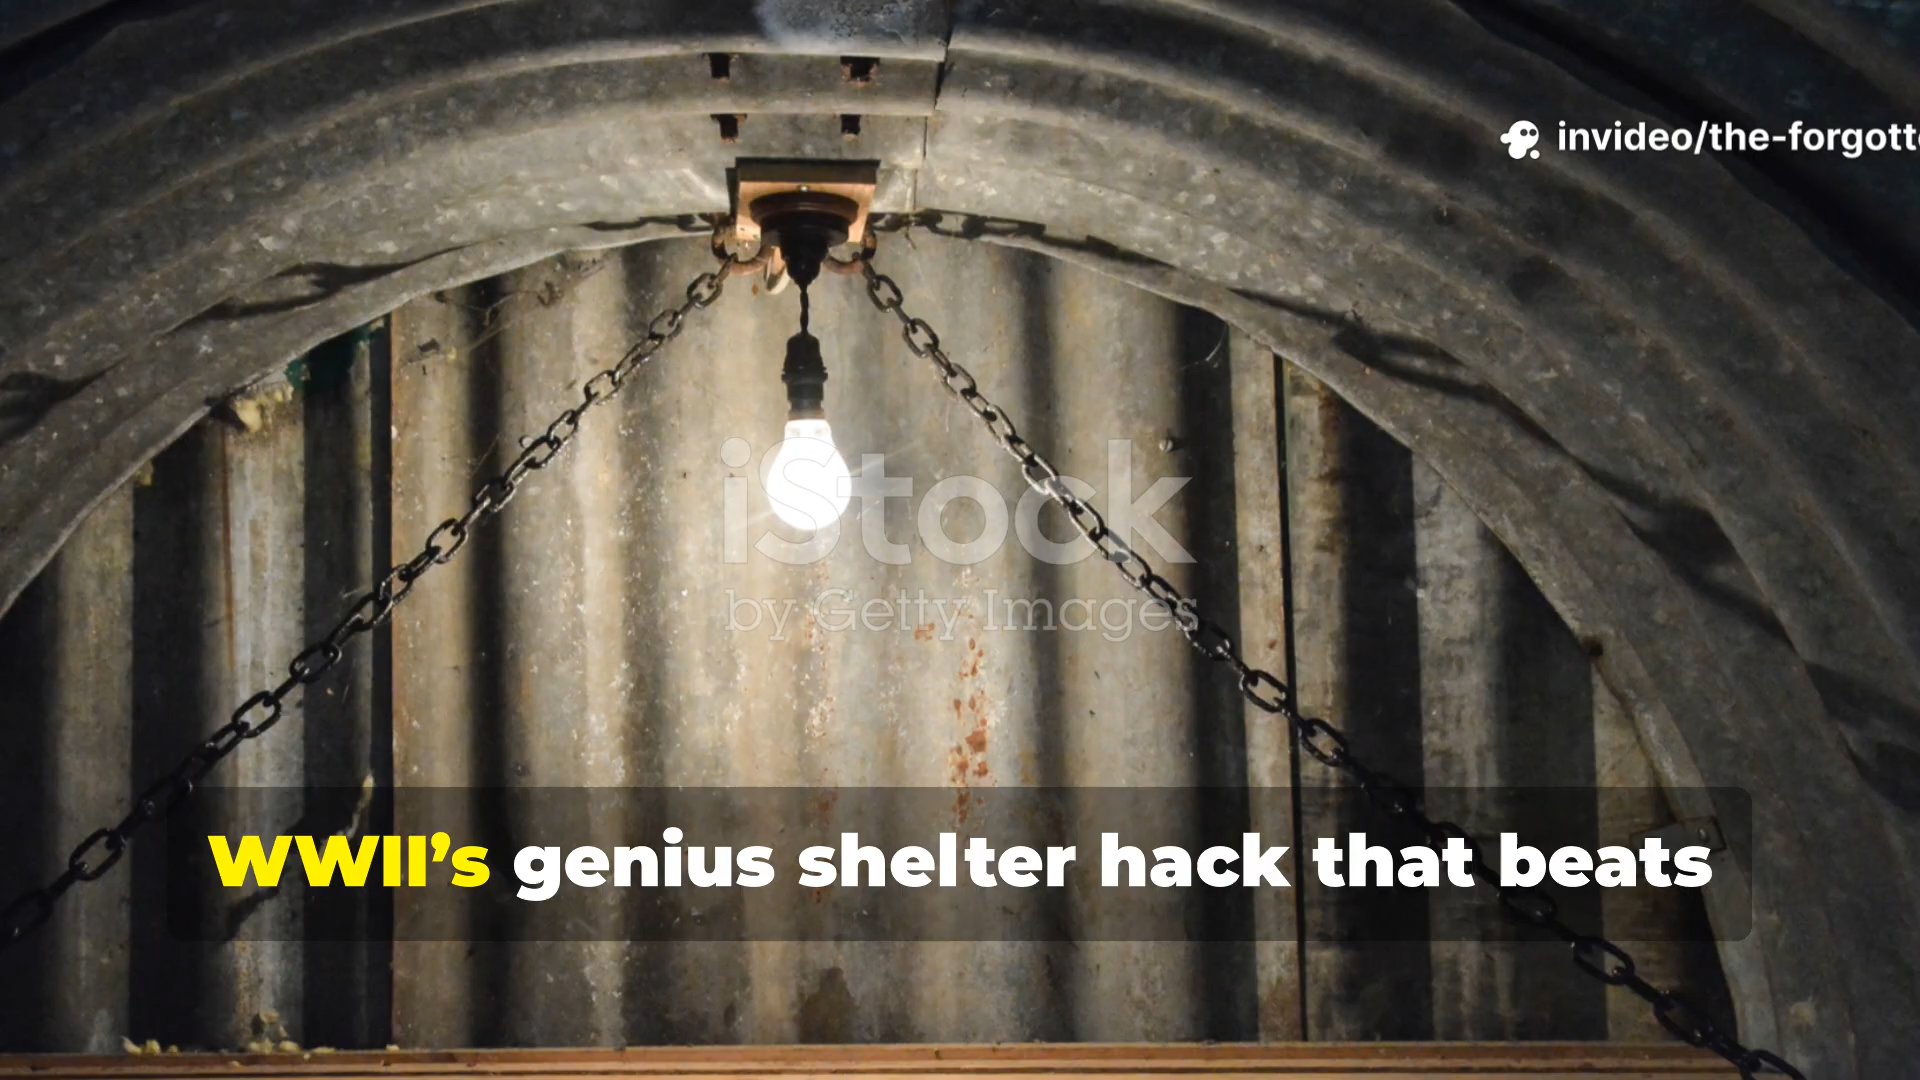 invideo/the-forgott
iStock
by Getty Images
WWII's genius shelter hack that beats